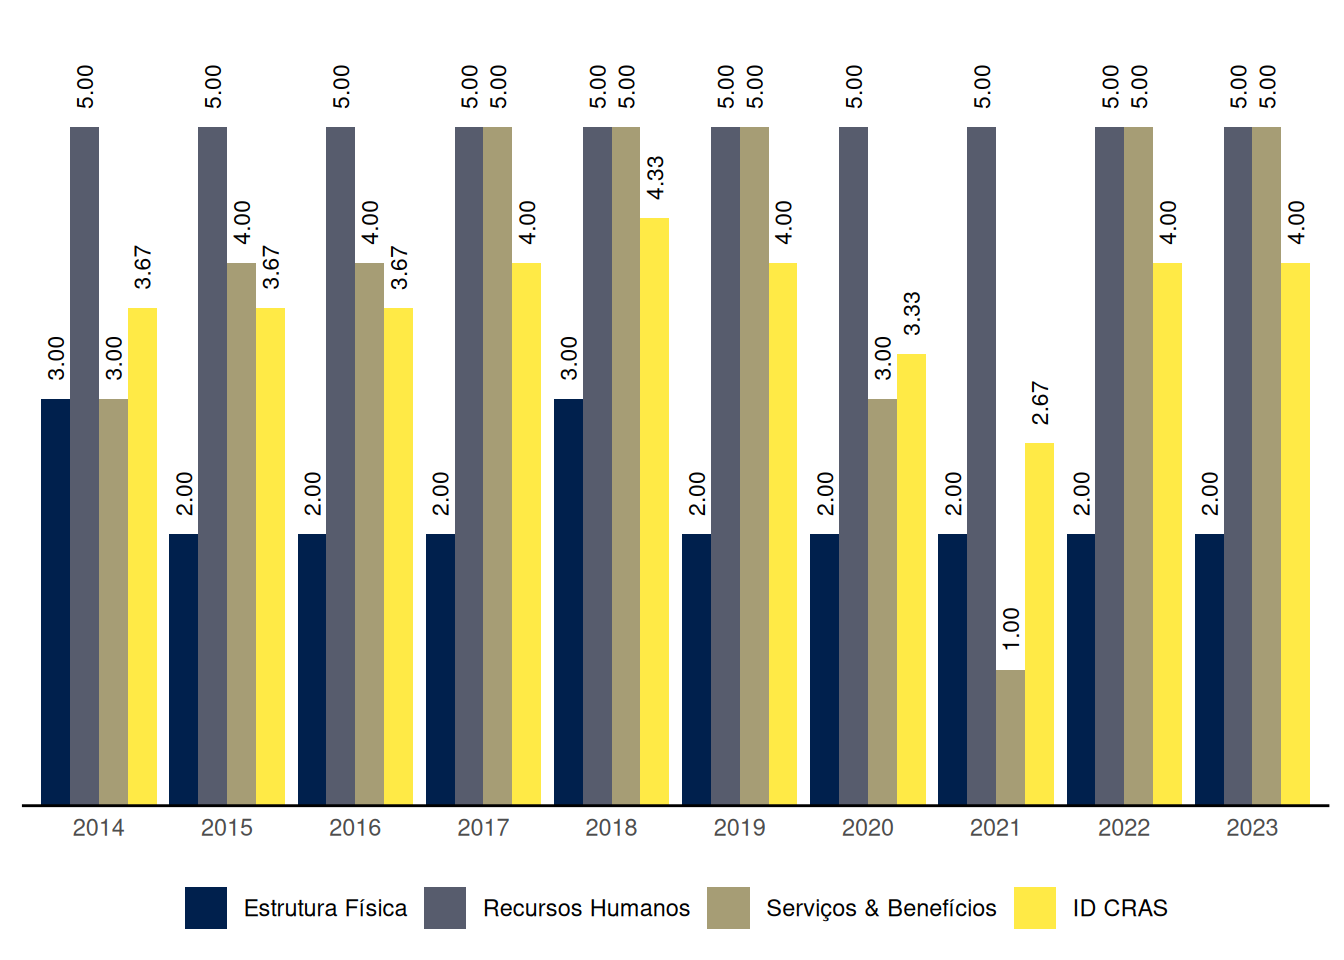 5.00 5.00 5.00 5.00 5.00 5.00 5.00 5.00 5.00 5.00 5.00 5.00 5.00 5.00 5.00
4.33
4.00 4.00 4.00 4.00 4.00 4.00
3.67 3.67 3.67
3.33
3.00 3.00 3.00 3.00
2.67
2.00 2.00 2.00 2.00 2.00 2.00 2.00 2.00
1.00
2014 2015 2016 2017 2018 2019 2020 2021 2022 2023
Estrutura Física Recursos Humanos Serviços & Benefícios ID CRAS